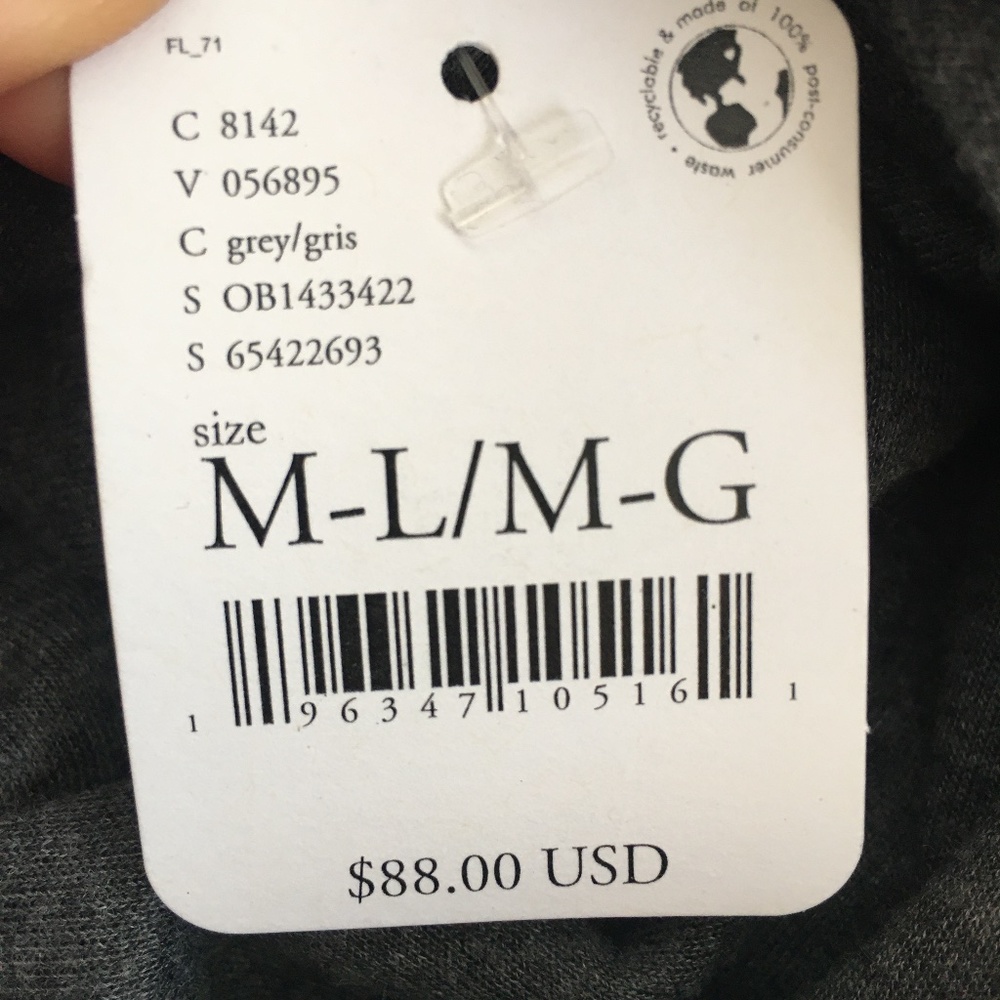 FL_71
recyclable & made of 100% post-consumer waste •
C 8142
V 056895
C grey/gris
S OB1433422
S 65422693
size
M-L/M-G
1 96347 10516 1
$88.00 USD